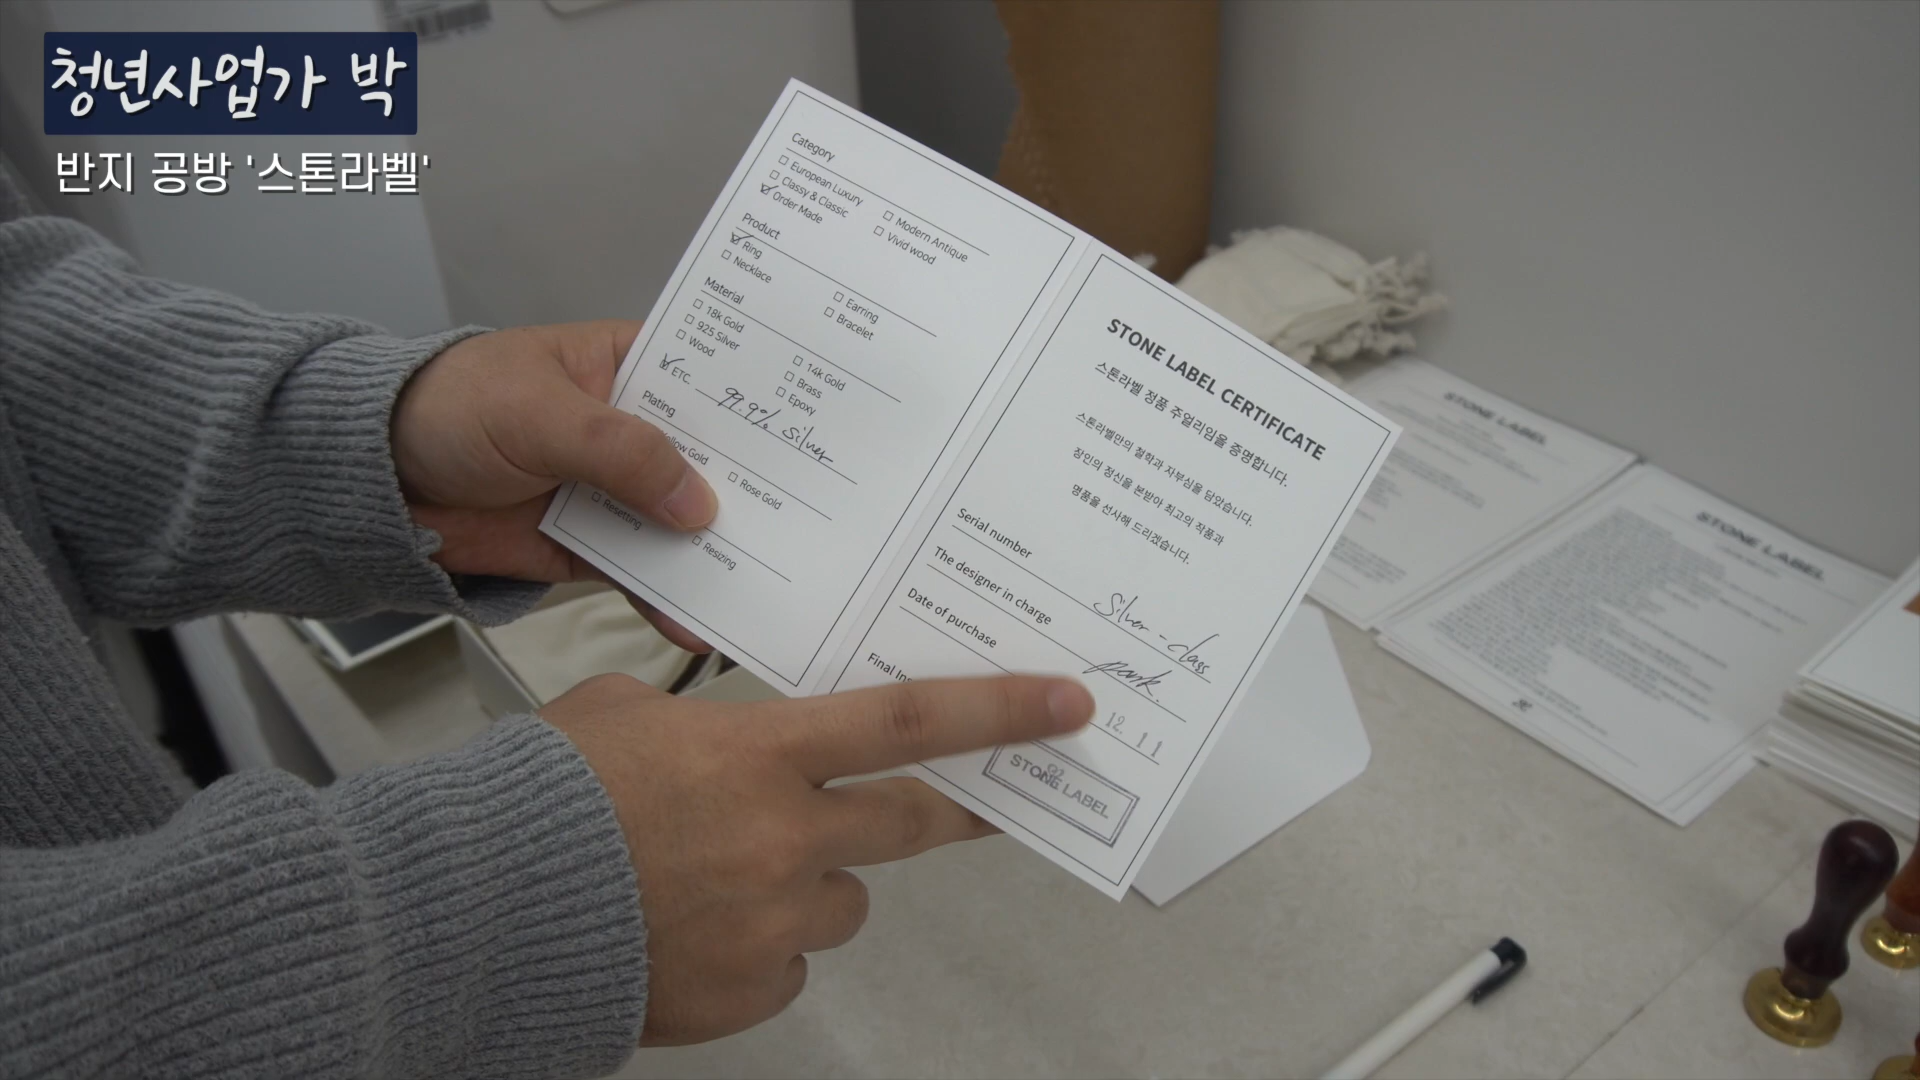 청년사업가 박
반지 공방 '스톤라벨'
Category
European Luxury
Classy & Classic
Order Made
Modern Antique
Vivid wood
Product
Ring
Necklace
Earring
Bracelet
Material
18k Gold
925 Silver
Wood
ETC. 99.9% silver
14k Gold
Brass
Epoxy
Plating
Yellow Gold
Rose Gold
Resetting
Resizing
STONE LABEL CERTIFICATE
스톤라벨 정품 주얼리임을 증명합니다.
스톤라벨만의 철학과 자부심을 담았습니다.
장인의 정신을 본받아 최고의 작품과
명품을 선사해 드리겠습니다.
Serial number Silver-class
The designer in charge park.
Date of purchase 12. 11
Final
STONE LABEL
STONE LABEL
STONE LABEL